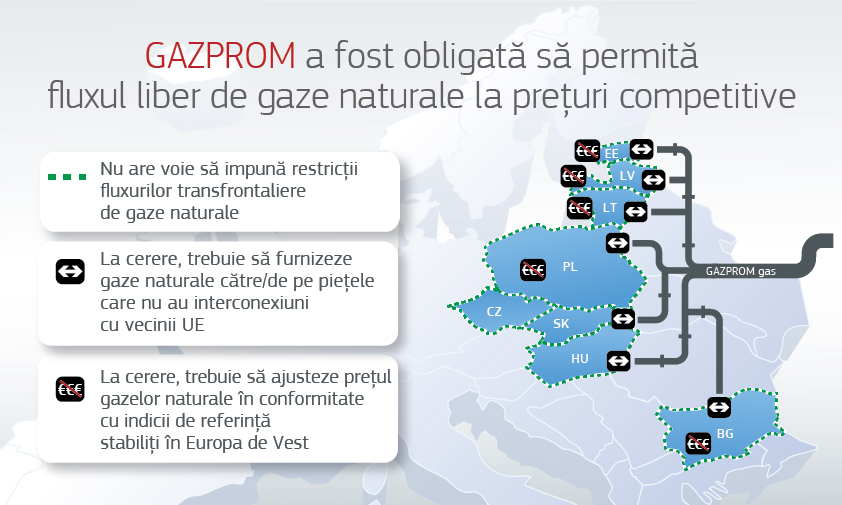 GAZPROM a fost obligată să permită
fluxul liber de gaze naturale la prețuri competitive
Nu are voie să impună restricții
fluxurilor transfrontaliere
de gaze naturale
La cerere, trebuie să furnizeze
gaze naturale către/de pe piețele
care nu au interconexiuni
cu vecinii UE
La cerere, trebuie să ajusteze prețul
gazelor naturale în conformitate
cu indicii de referință
stabiliți în Europa de Vest
€€€
€€€
EE
€€€
LV
€€€
LT
PL
€€€
GAZPROM gas
CZ
SK
HU
BG
€€€